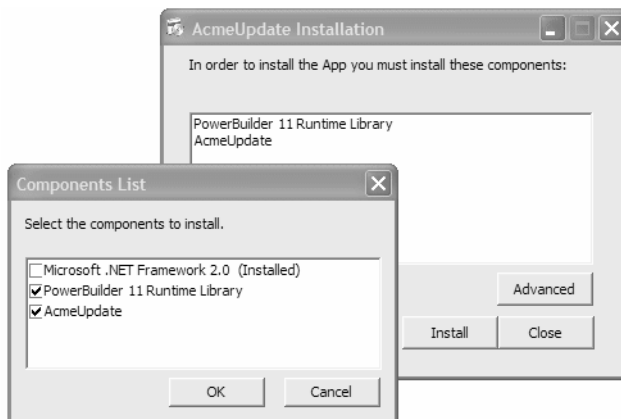 AcmeUpdate Installation
In order to install the App you must install these components:
PowerBuilder 11 Runtime Library
AcmeUpdate
Advanced
Install
Close
Components List
Select the components to install.
Microsoft .NET Framework 2.0 (Installed)
PowerBuilder 11 Runtime Library
AcmeUpdate
OK
Cancel